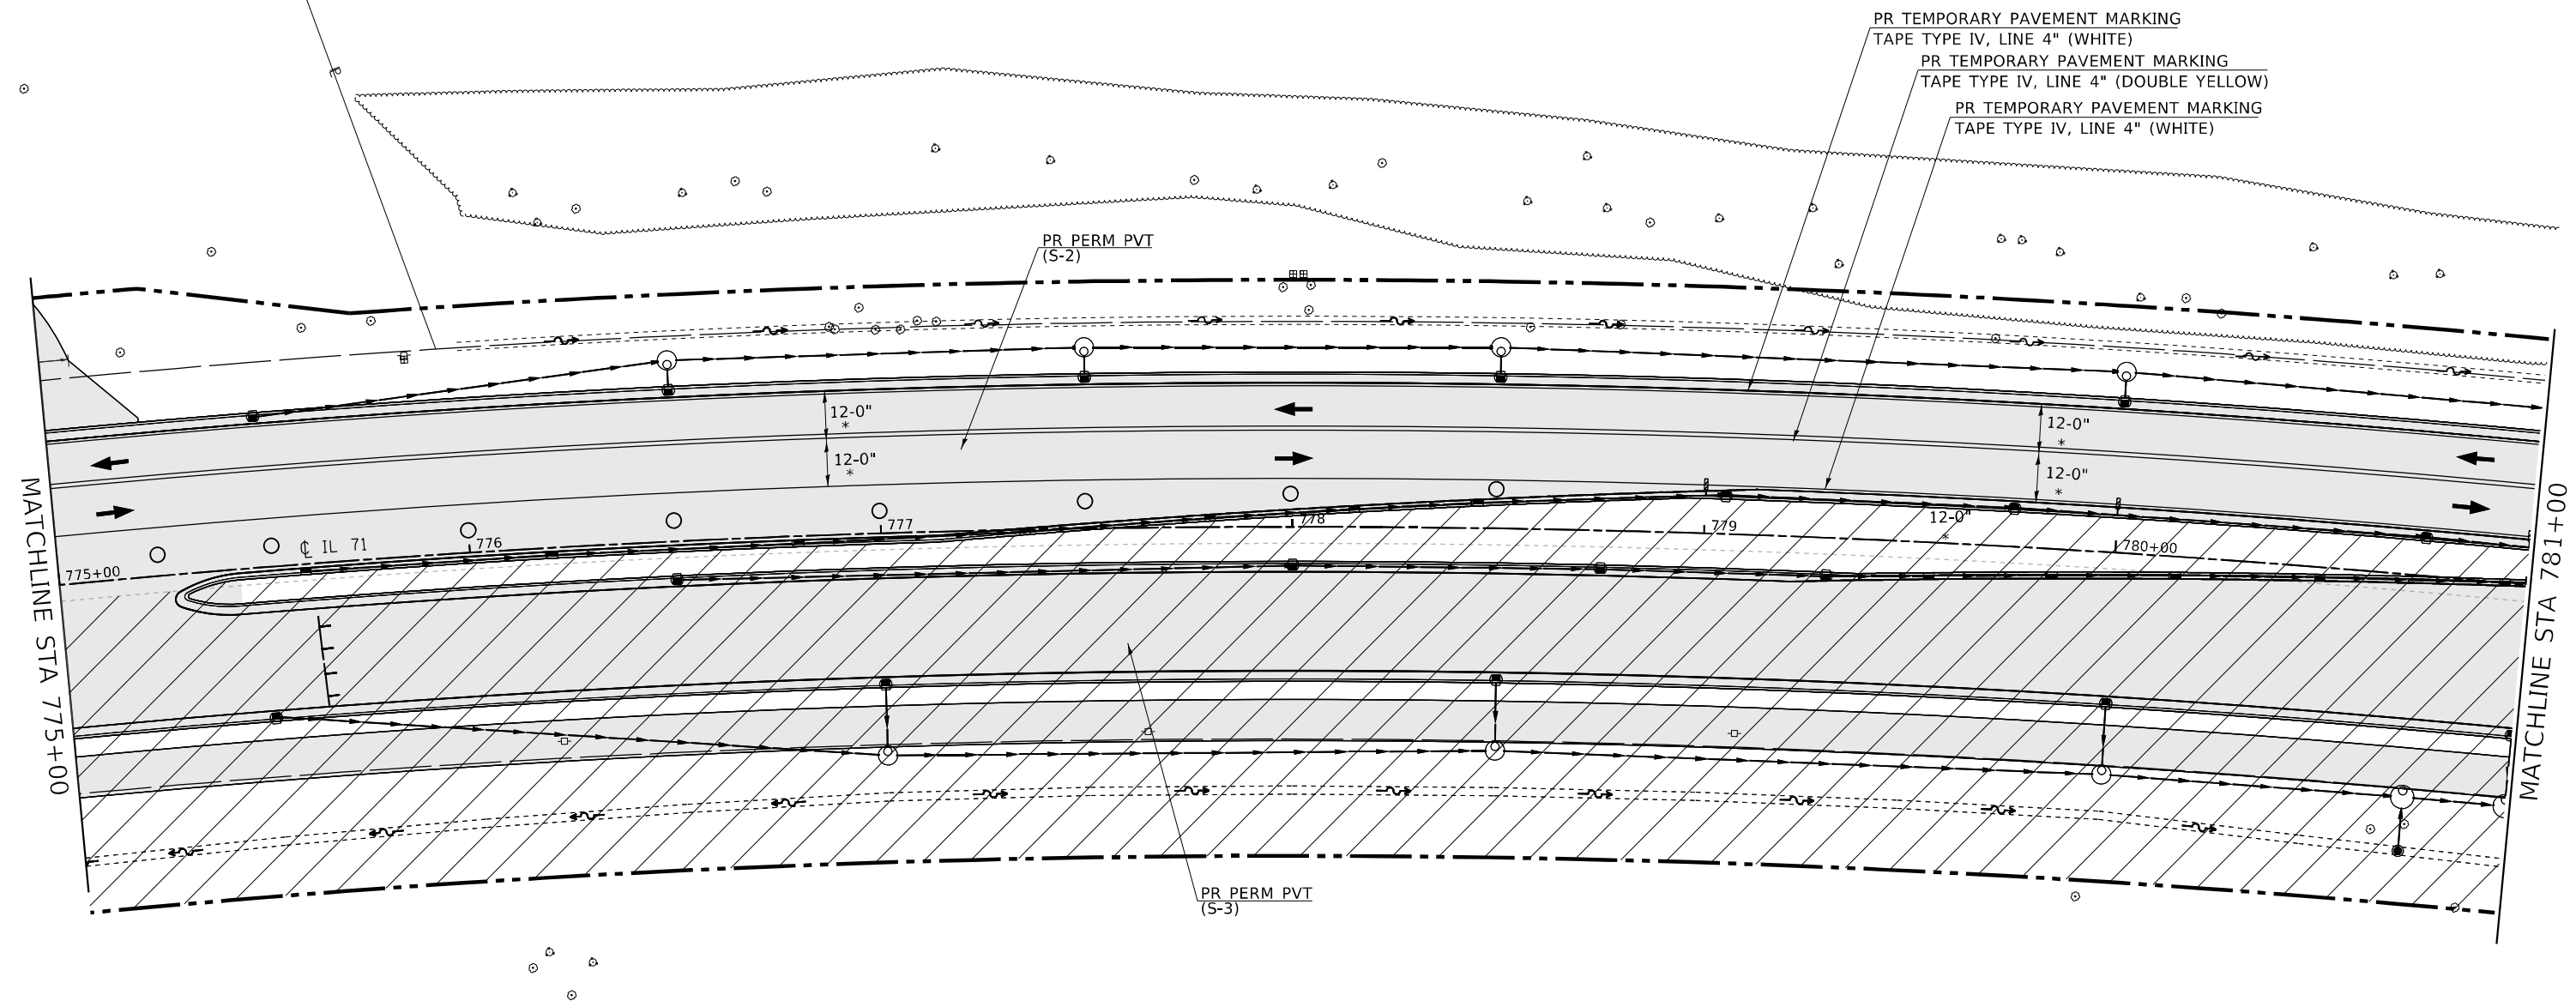 PR TEMPORARY PAVEMENT MARKING
TAPE TYPE IV, LINE 4" (WHITE)
PR TEMPORARY PAVEMENT MARKING
TAPE TYPE IV, LINE 4" (DOUBLE YELLOW)
PR TEMPORARY PAVEMENT MARKING
TAPE TYPE IV, LINE 4" (WHITE)
PR PERM PVT
(S-2)
12-0"
*
12-0"
*
12-0"
*
12-0"
*
12-0"
*
℄ IL 71
775+00
776
777
778
779
780+00
MATCHLINE STA 775+00
MATCHLINE STA 781+00
PR PERM PVT
(S-3)